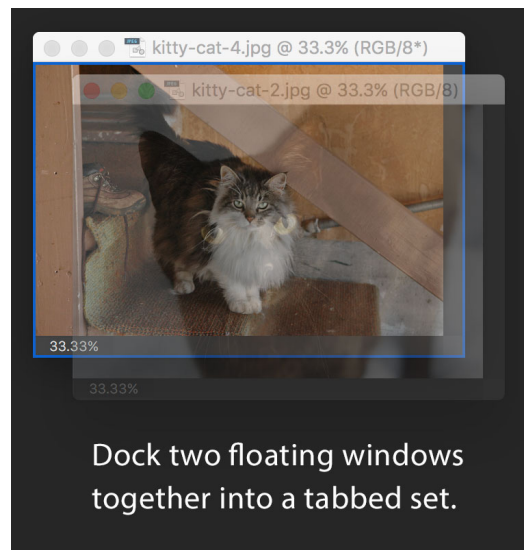 kitty-cat-4.jpg @ 33.3% (RGB/8*)
kitty-cat-2.jpg @ 33.3% (RGB/8)
33.33%
33.33%
Dock two floating windows
together into a tabbed set.